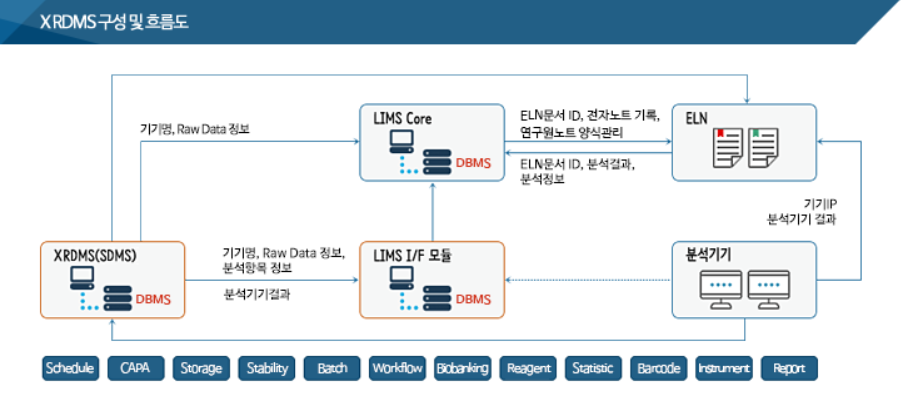 XRDMS 구성 및 흐름도
LIMS Core
DBMS
ELN문서 ID, 전자노트 기록,
연구원노트 양식관리
ELN문서 ID, 분석결과,
분석정보
ELN
기기명, Raw Data 정보
기기IP
분석기기 결과
XRDMS(SDMS)
DBMS
기기명, Raw Data 정보,
분석항목 정보
분석기기결과
LIMS I/F 모듈
DBMS
분석기기
Schedule CAPA Storage Stability Batch Workflow Biobanking Reagent Statistic Barcode Instrument Report